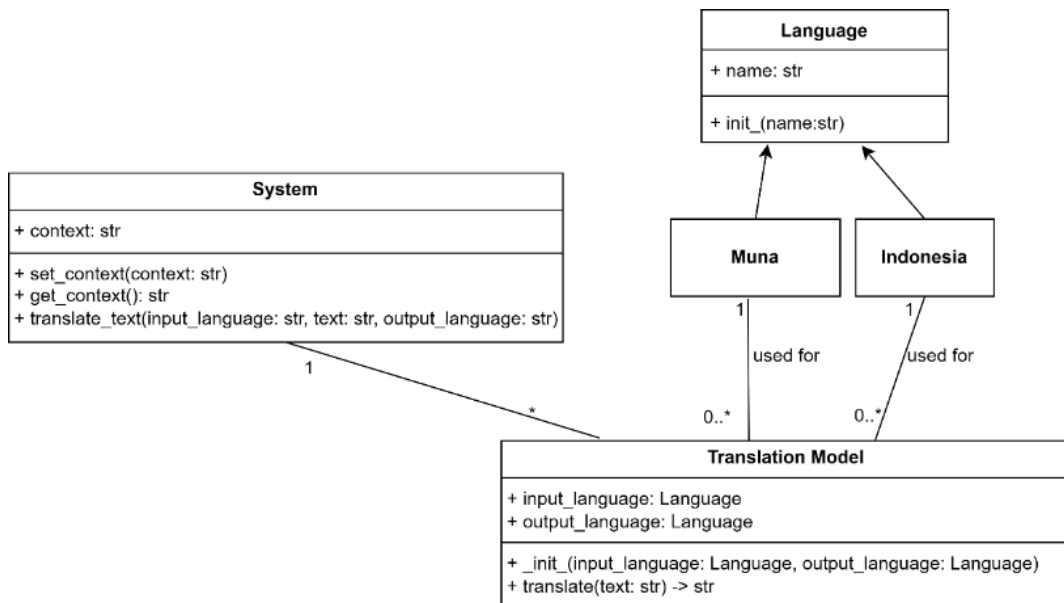 Language
+ name: str
+ init_(name:str)
System
+ context: str
+ set_context(context: str)
+ get_context(): str
+ translate_text(input_language: str, text: str, output_language: str)
Muna
Indonesia
1
1
used for
used for
1
*
0..*
0..*
Translation Model
+ input_language: Language
+ output_language: Language
+ _init_(input_language: Language, output_language: Language)
+ translate(text: str) -> str